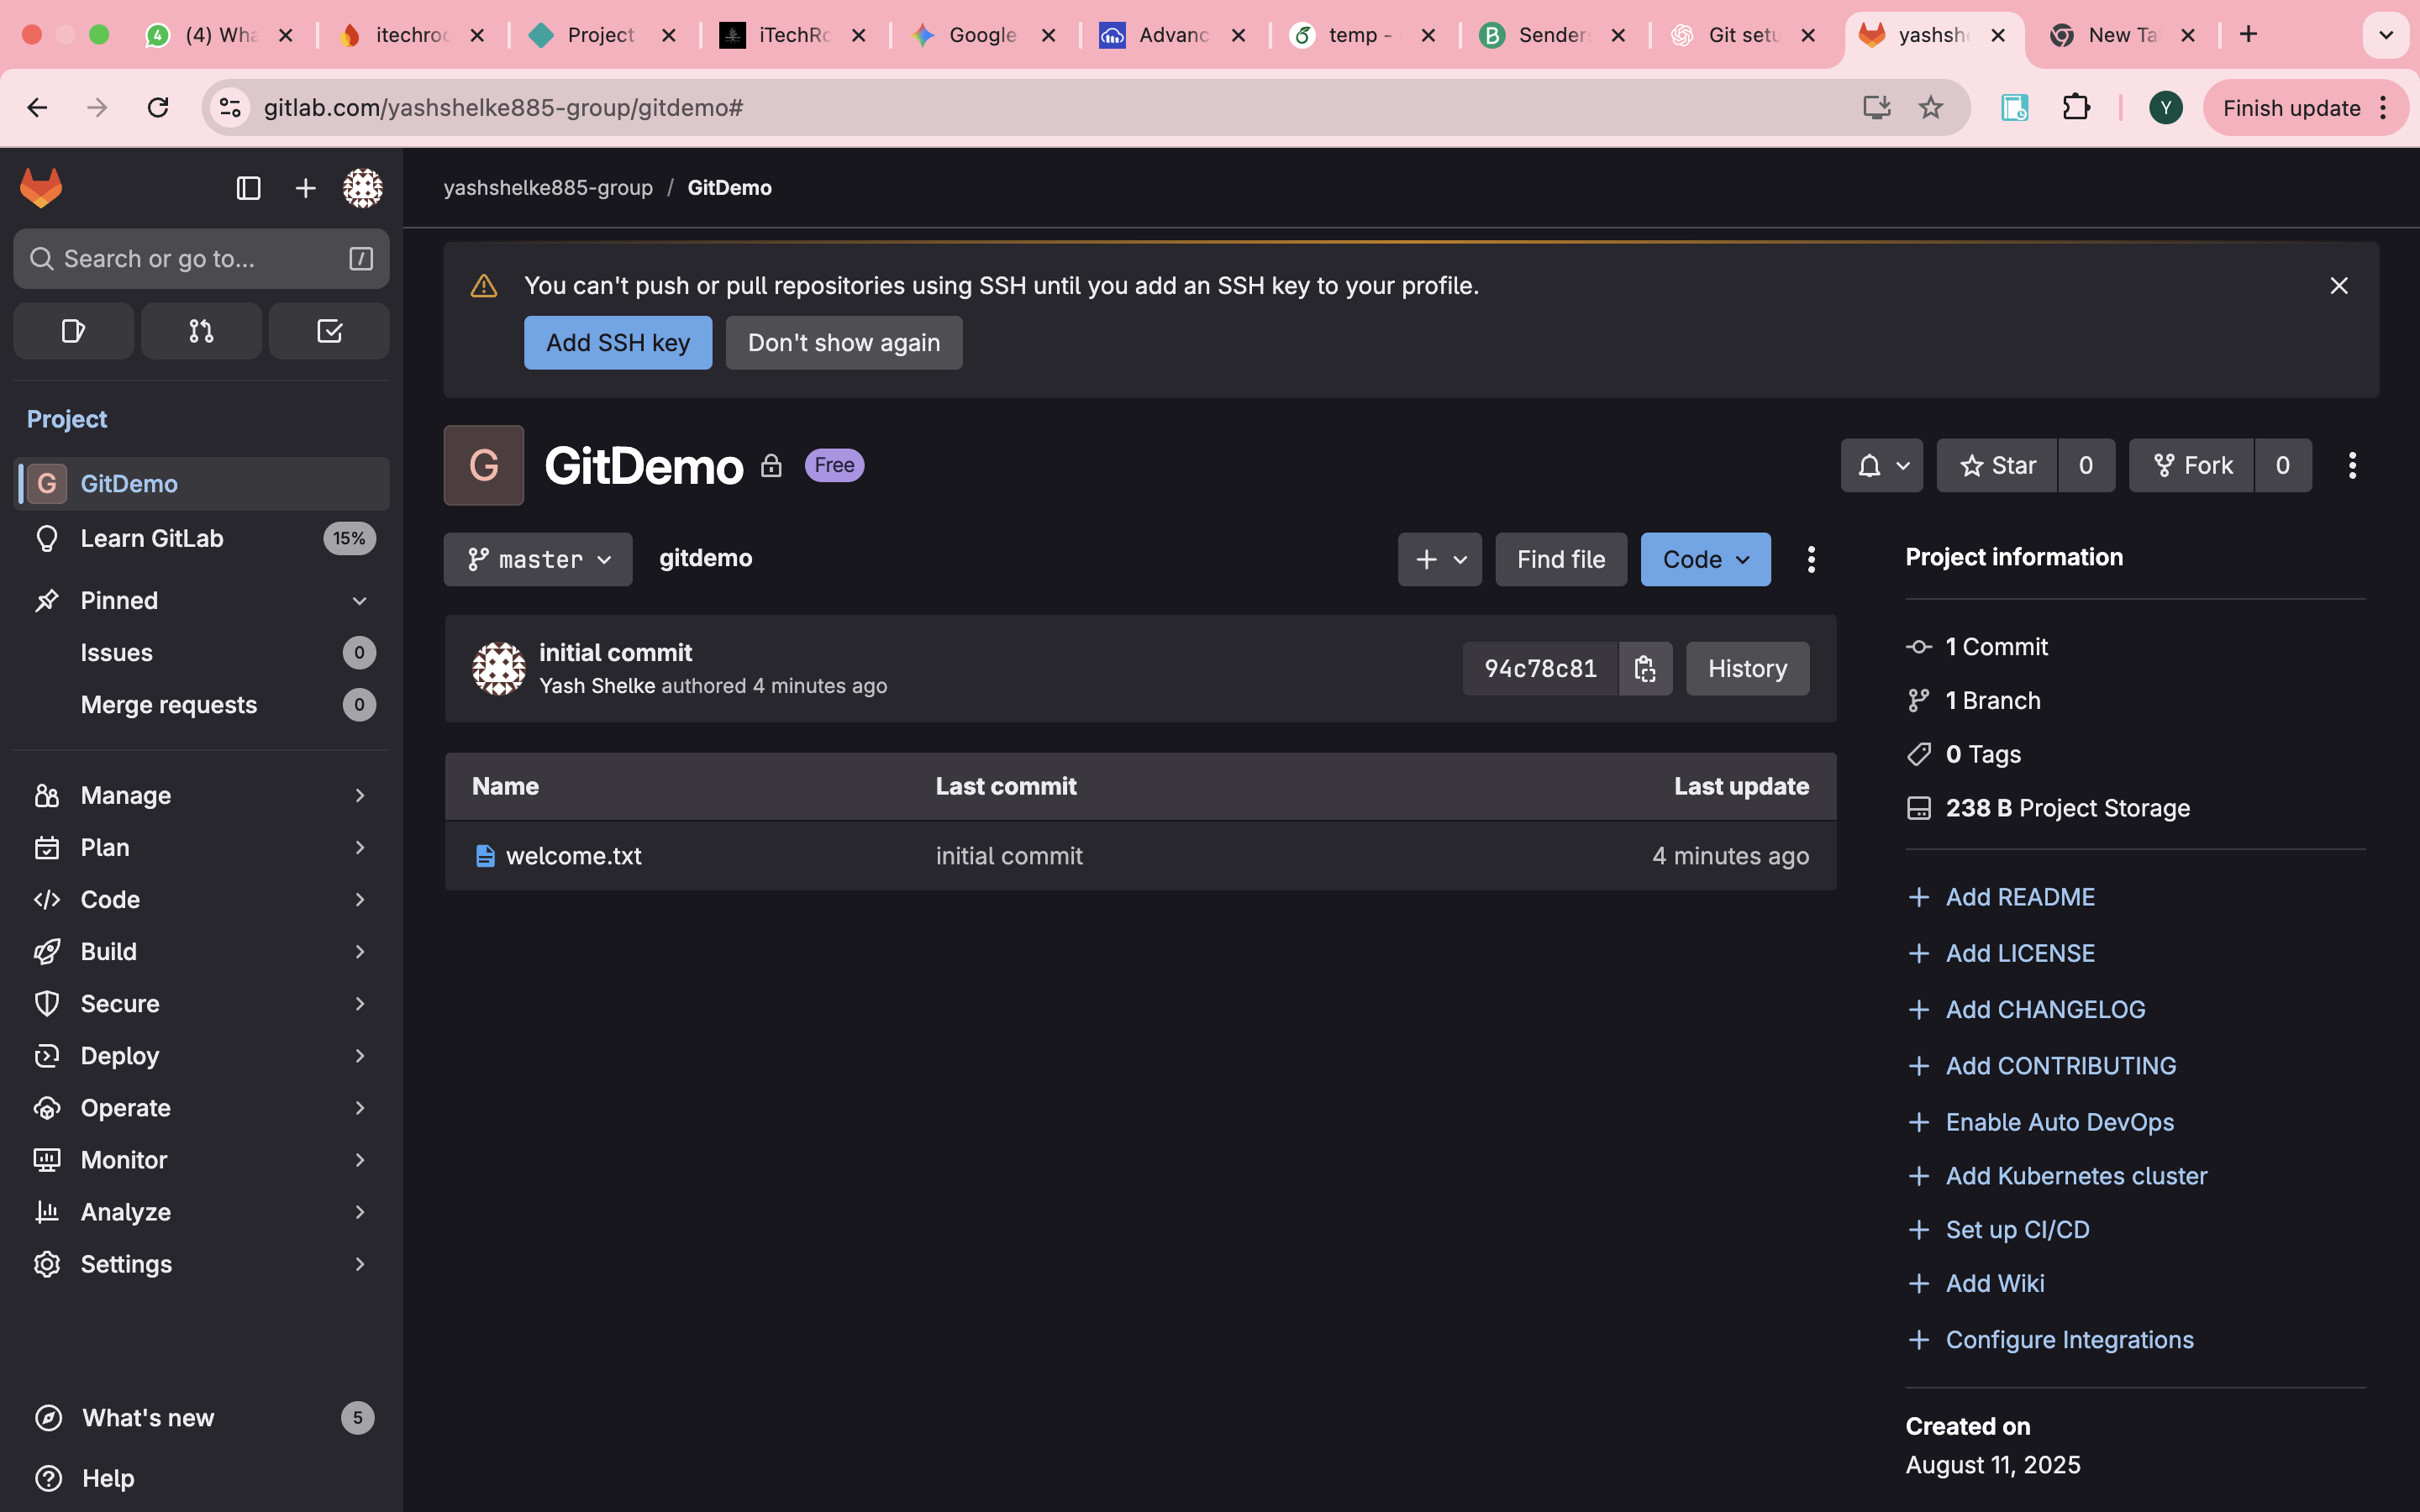 4
(4) Wha
itechroc
Project
iTechRo
Google
Advanc
temp -
B
Sender
Git setu
yashshe
New Ta
gitlab.com/yashshelke885-group/gitdemo#
Y
Finish update
yashshelke885-group / GitDemo
Search or go to...
/
You can't push or pull repositories using SSH until you add an SSH key to your profile.
Add SSH key
Don't show again
Project
G
GitDemo
Learn GitLab
15%
Pinned
Issues
0
Merge requests
0
Manage
Plan
Code
Build
Secure
Deploy
Operate
Monitor
Analyze
Settings
What's new
5
Help
G
GitDemo
Free
Star
0
Fork
0
master
gitdemo
Find file
Code
initial commit
Yash Shelke authored 4 minutes ago
94c78c81
History
Name
Last commit
Last update
welcome.txt
initial commit
4 minutes ago
Project information
1 Commit
1 Branch
0 Tags
238 B Project Storage
Add README
Add LICENSE
Add CHANGELOG
Add CONTRIBUTING
Enable Auto DevOps
Add Kubernetes cluster
Set up CI/CD
Add Wiki
Configure Integrations
Created on
August 11, 2025